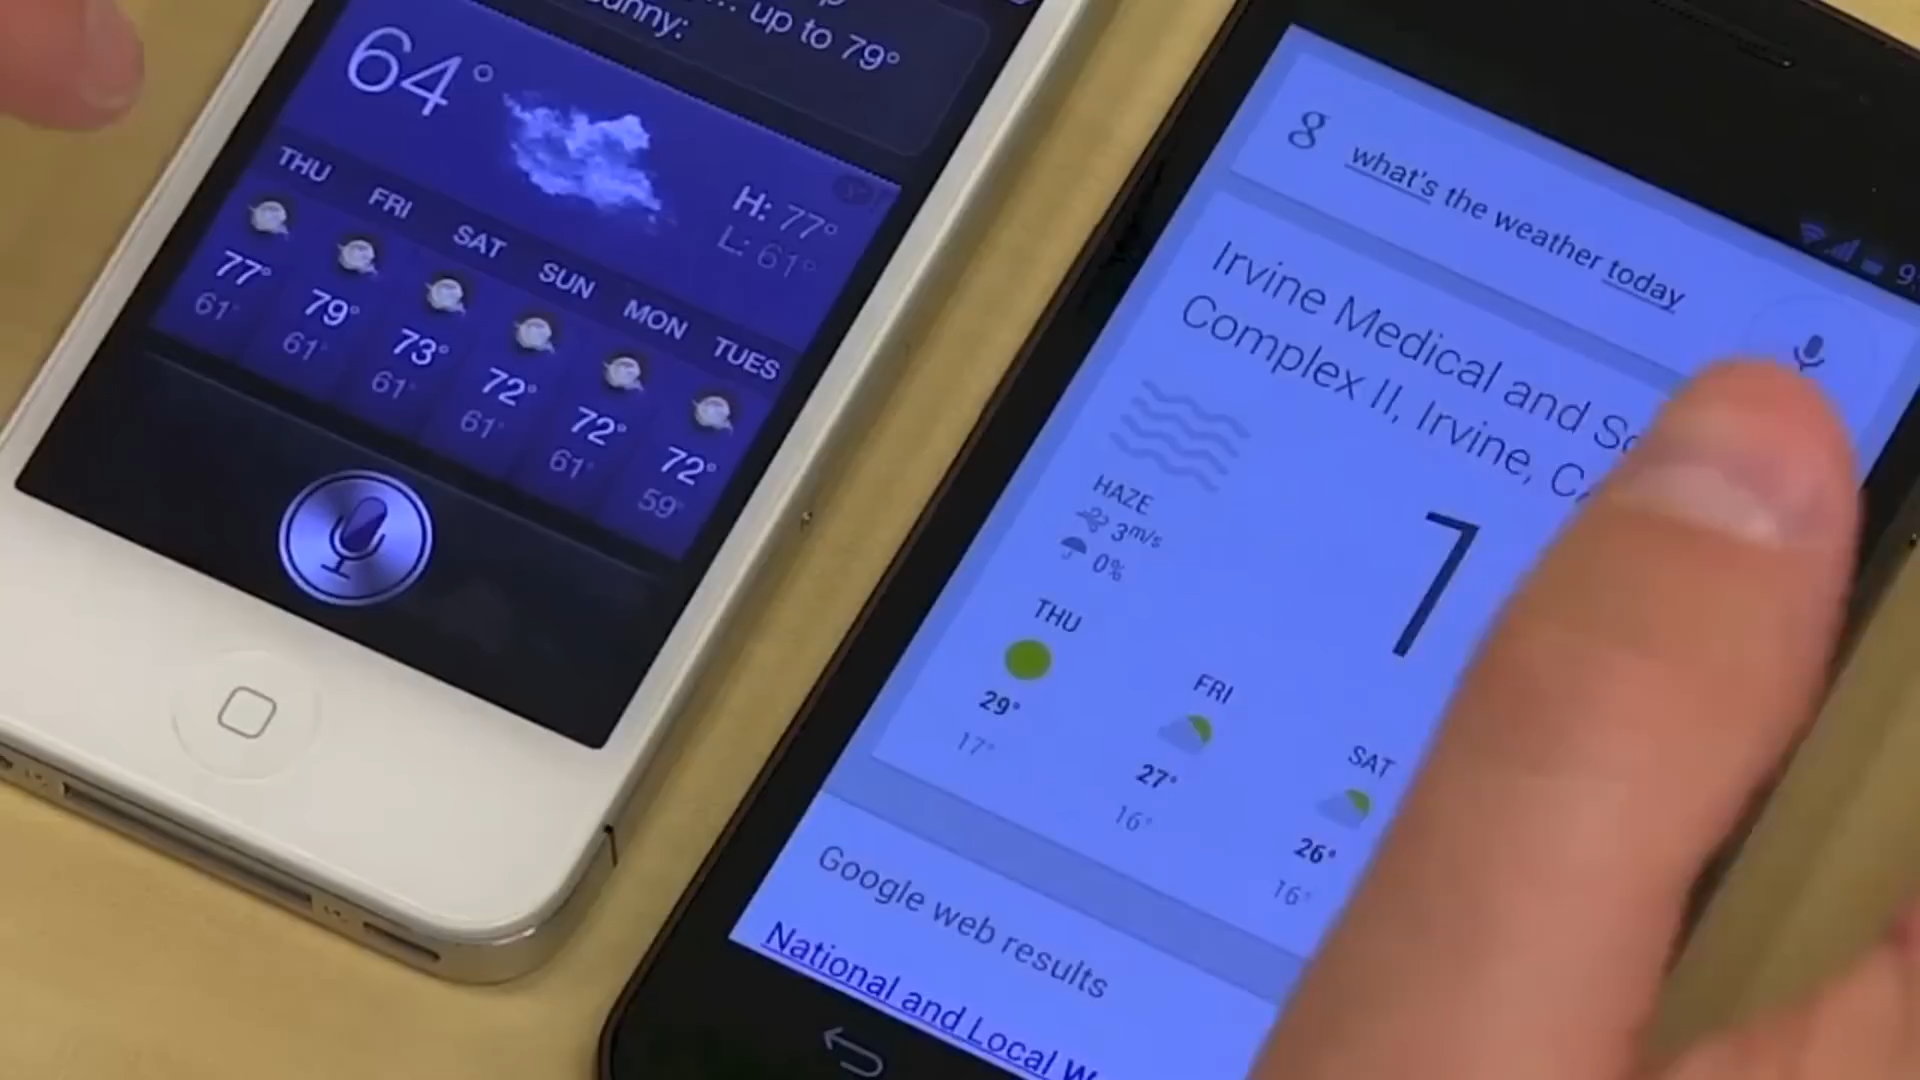 up to 79°
sunny:
64°
H: 77°
L: 61°
THU FRI SAT SUN MON TUES
77° 79° 73° 72° 72° 72°
61° 61° 61° 61° 61° 59°
g what's the weather today
Irvine Medical and
Complex II, Irvine,
HAZE
3m/s
0%
THU FRI SAT
29° 27° 26°
17° 16° 16°
Google web results
National and Local